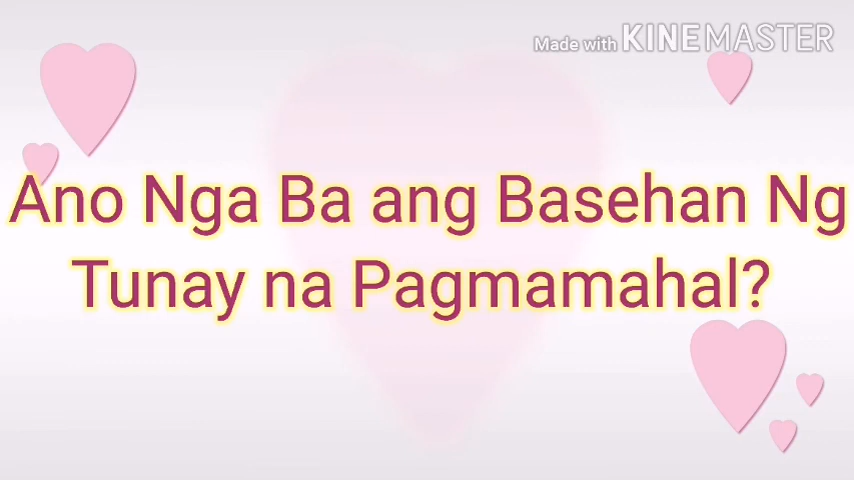 Made with KINEMASTER
Ano Nga Ba ang Basehan Ng
Tunay na Pagmamahal?